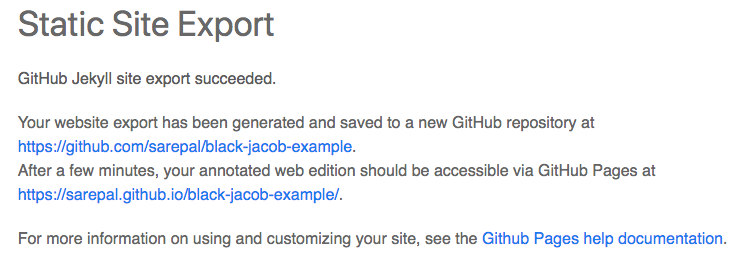 Static Site Export
GitHub Jekyll site export succeeded.
Your website export has been generated and saved to a new GitHub repository at
https://github.com/sarepal/black-jacob-example.
After a few minutes, your annotated web edition should be accessible via GitHub Pages at
https://sarepal.github.io/black-jacob-example/.
For more information on using and customizing your site, see the Github Pages help documentation.